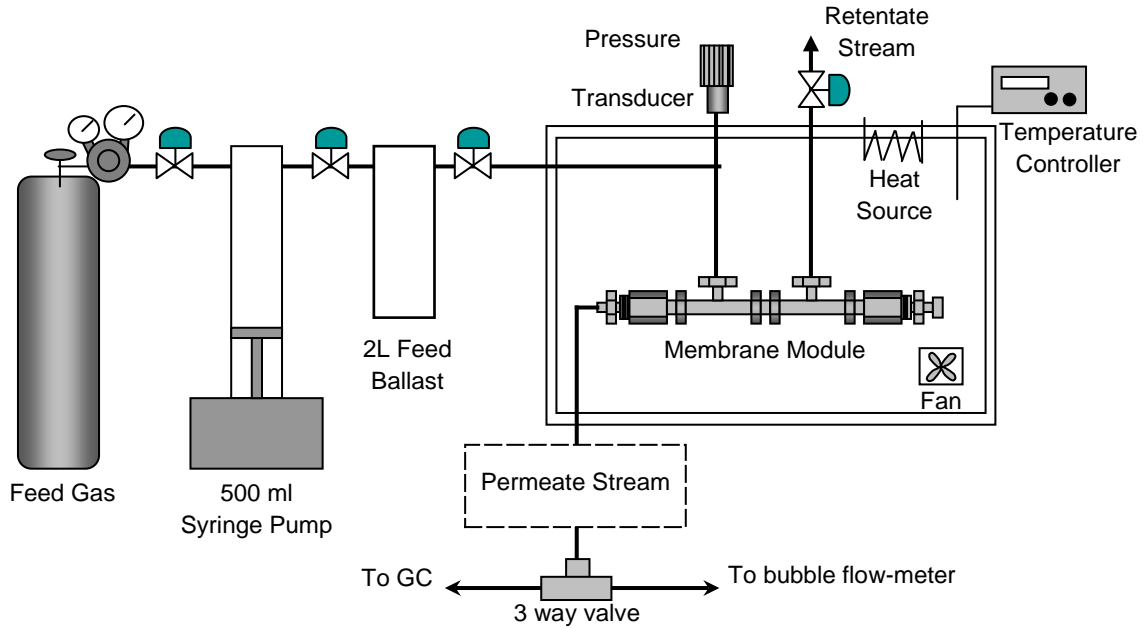 Pressure
Transducer
Retentate
Stream
Temperature
Controller
Heat
Source
Membrane Module
Fan
2L Feed
Ballast
Feed Gas
500 ml
Syringe Pump
Permeate Stream
To GC
To bubble flow-meter
3 way valve